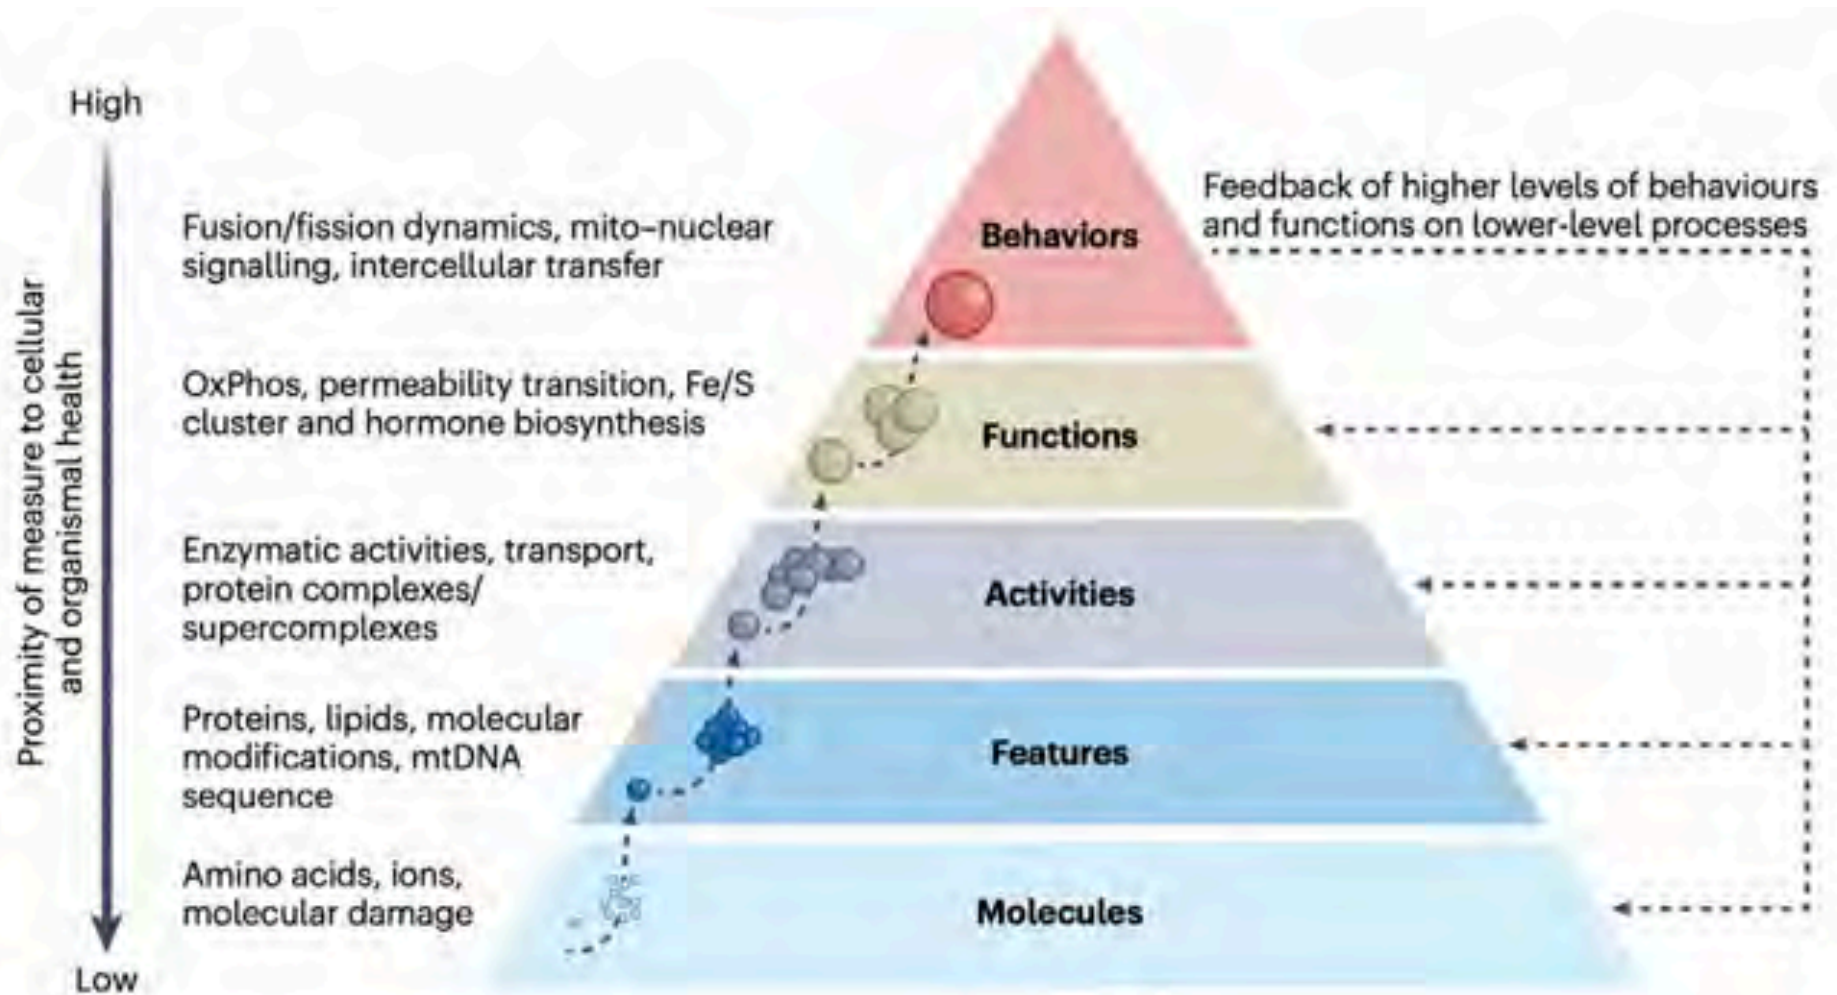 High
Proximity of measure to cellular
and organismal health
Low
Fusion/fission dynamics, mito–nuclear
signalling, intercellular transfer
OxPhos, permeability transition, Fe/S
cluster and hormone biosynthesis
Enzymatic activities, transport,
protein complexes/
supercomplexes
Proteins, lipids, molecular
modifications, mtDNA
sequence
Amino acids, ions,
molecular damage
Behaviors
Functions
Activities
Features
Molecules
Feedback of higher levels of behaviours
and functions on lower-level processes